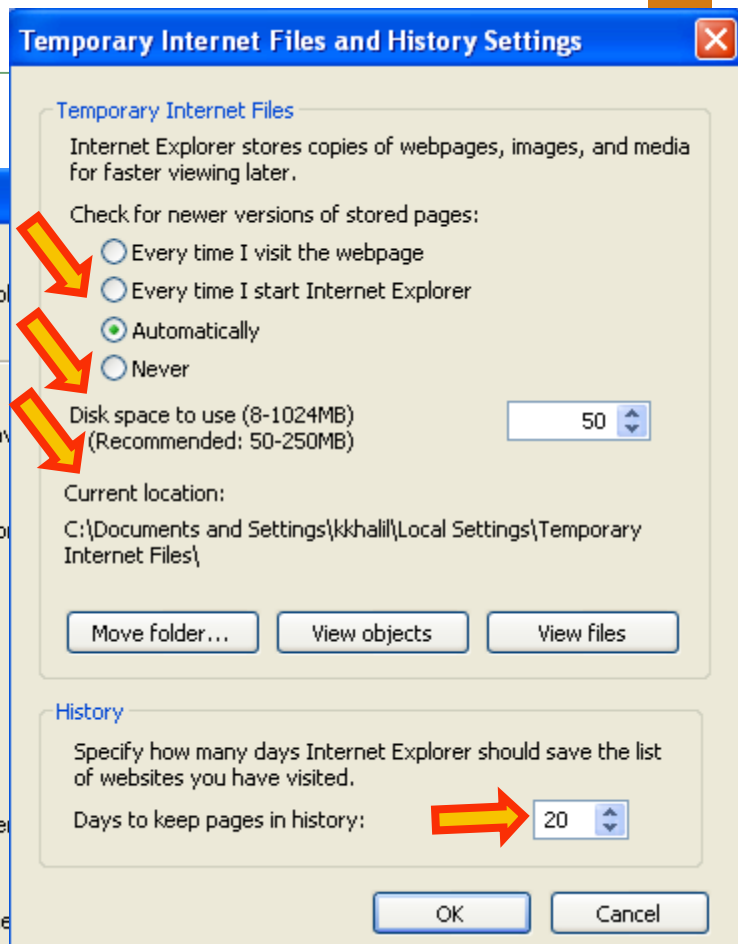 Temporary Internet Files and History Settings
Temporary Internet Files
Internet Explorer stores copies of webpages, images, and media
for faster viewing later.
Check for newer versions of stored pages:
Every time I visit the webpage
Every time I start Internet Explorer
Automatically
Never
Disk space to use (8-1024MB)
50
(Recommended: 50-250MB)
Current location:
C:\Documents and Settings\kkhalil\Local Settings\Temporary
Internet Files\
Move folder... View objects View files
History
Specify how many days Internet Explorer should save the list
of websites you have visited.
Days to keep pages in history: 20
OK Cancel